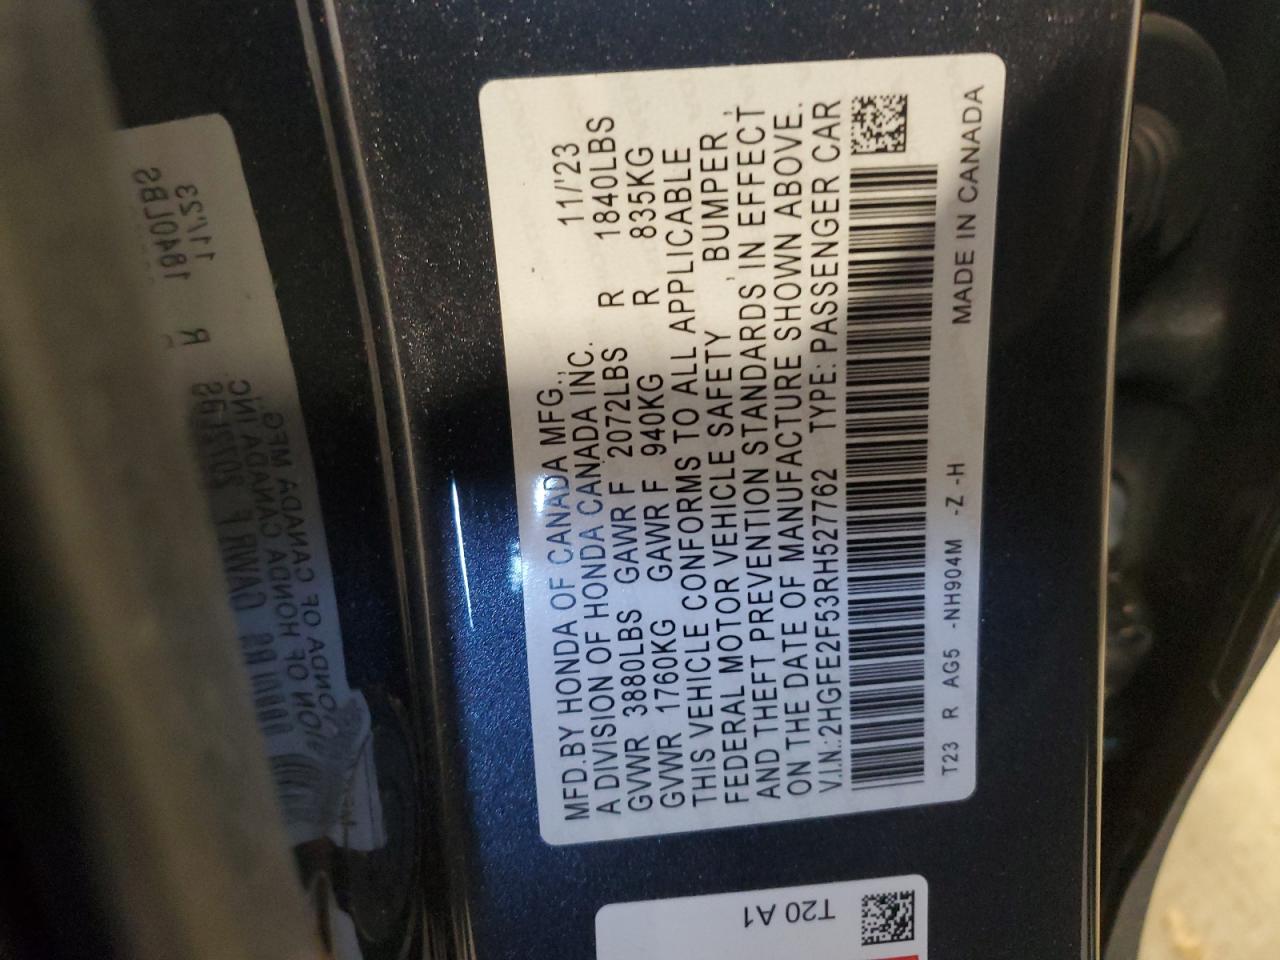 MFD.BY HONDA OF CANADA MFG., 11/'23
A DIVISION OF HONDA CANADA INC.
GVWR 3880LBS GAWR F 2072LBS R 1840LBS
GVWR 1760KG GAWR F 940KG R 835KG
THIS VEHICLE CONFORMS TO ALL APPLICABLE
FEDERAL MOTOR VEHICLE SAFETY , BUMPER ,
AND THEFT PREVENTION STANDARDS IN EFFECT
ON THE DATE OF MANUFACTURE SHOWN ABOVE.
V.I.N.:2HGFE2F53RH527762 TYPE: PASSENGER CAR
T23 R AG5 -NH904M -Z -H MADE IN CANADA
T20 A1